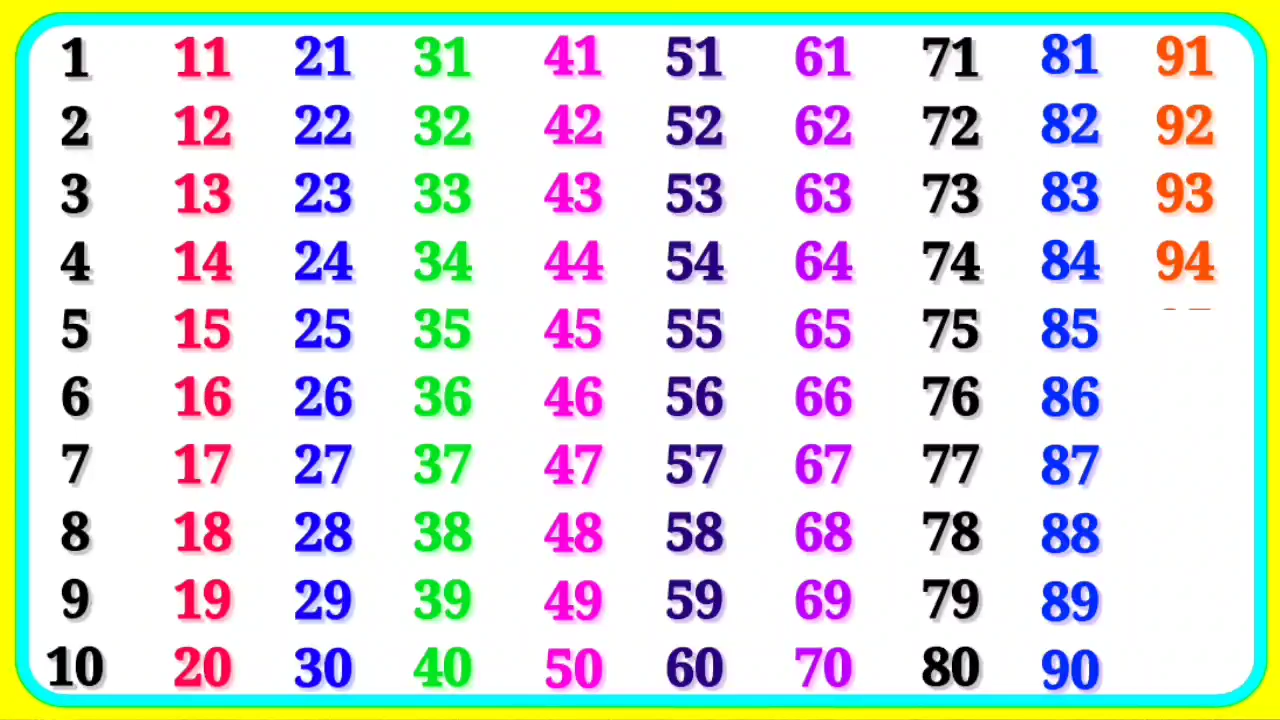 1 11 21 31 41 51 61 71 81 91
2 12 22 32 42 52 62 72 82 92
3 13 23 33 43 53 63 73 83 93
4 14 24 34 44 54 64 74 84 94
5 15 25 35 45 55 65 75 85
6 16 26 36 46 56 66 76 86
7 17 27 37 47 57 67 77 87
8 18 28 38 48 58 68 78 88
9 19 29 39 49 59 69 79 89
10 20 30 40 50 60 70 80 90